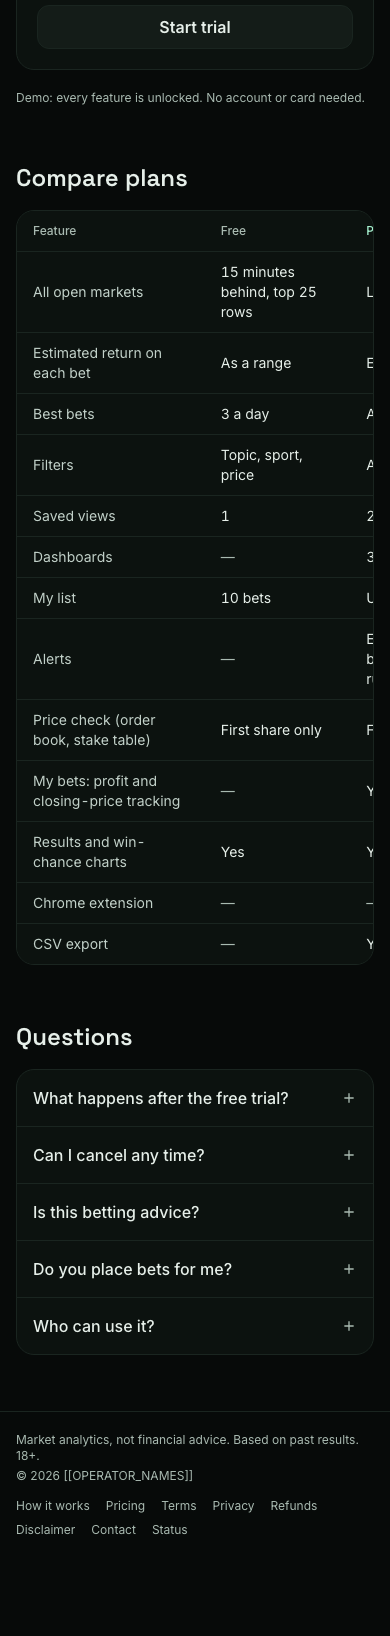 Start trial
Demo: every feature is unlocked. No account or card needed.
Compare plans
Feature Free
All open markets 15 minutes behind, top 25 rows
Estimated return on each bet As a range
Best bets 3 a day
Filters Topic, sport, price
Saved views 1 2
Dashboards — 3
My list 10 bets
Alerts —
Price check (order book, stake table) First share only
My bets: profit and closing-price tracking —
Results and win-chance charts Yes
Chrome extension — —
CSV export —
Questions
What happens after the free trial? +
Can I cancel any time? +
Is this betting advice? +
Do you place bets for me? +
Who can use it? +
Market analytics, not financial advice. Based on past results.
18+.
© 2026 [[OPERATOR_NAMES]]
How it works Pricing Terms Privacy Refunds
Disclaimer Contact Status